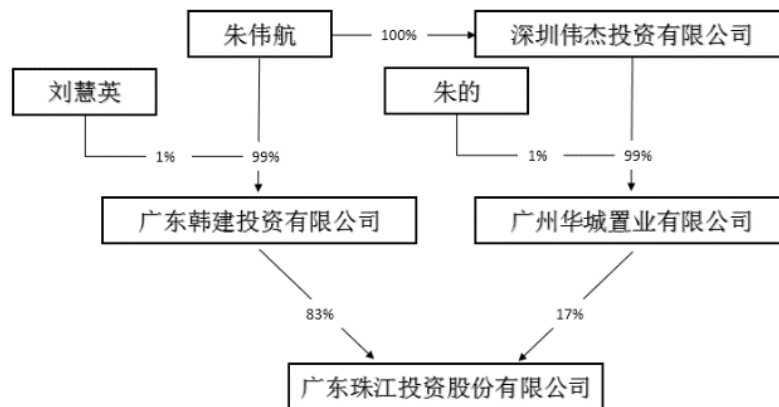 朱伟航
100%
深圳伟杰投资有限公司
刘慧英
朱的
1%
99%
1%
99%
广东韩建投资有限公司
广州华城置业有限公司
83%
17%
广东珠江投资股份有限公司